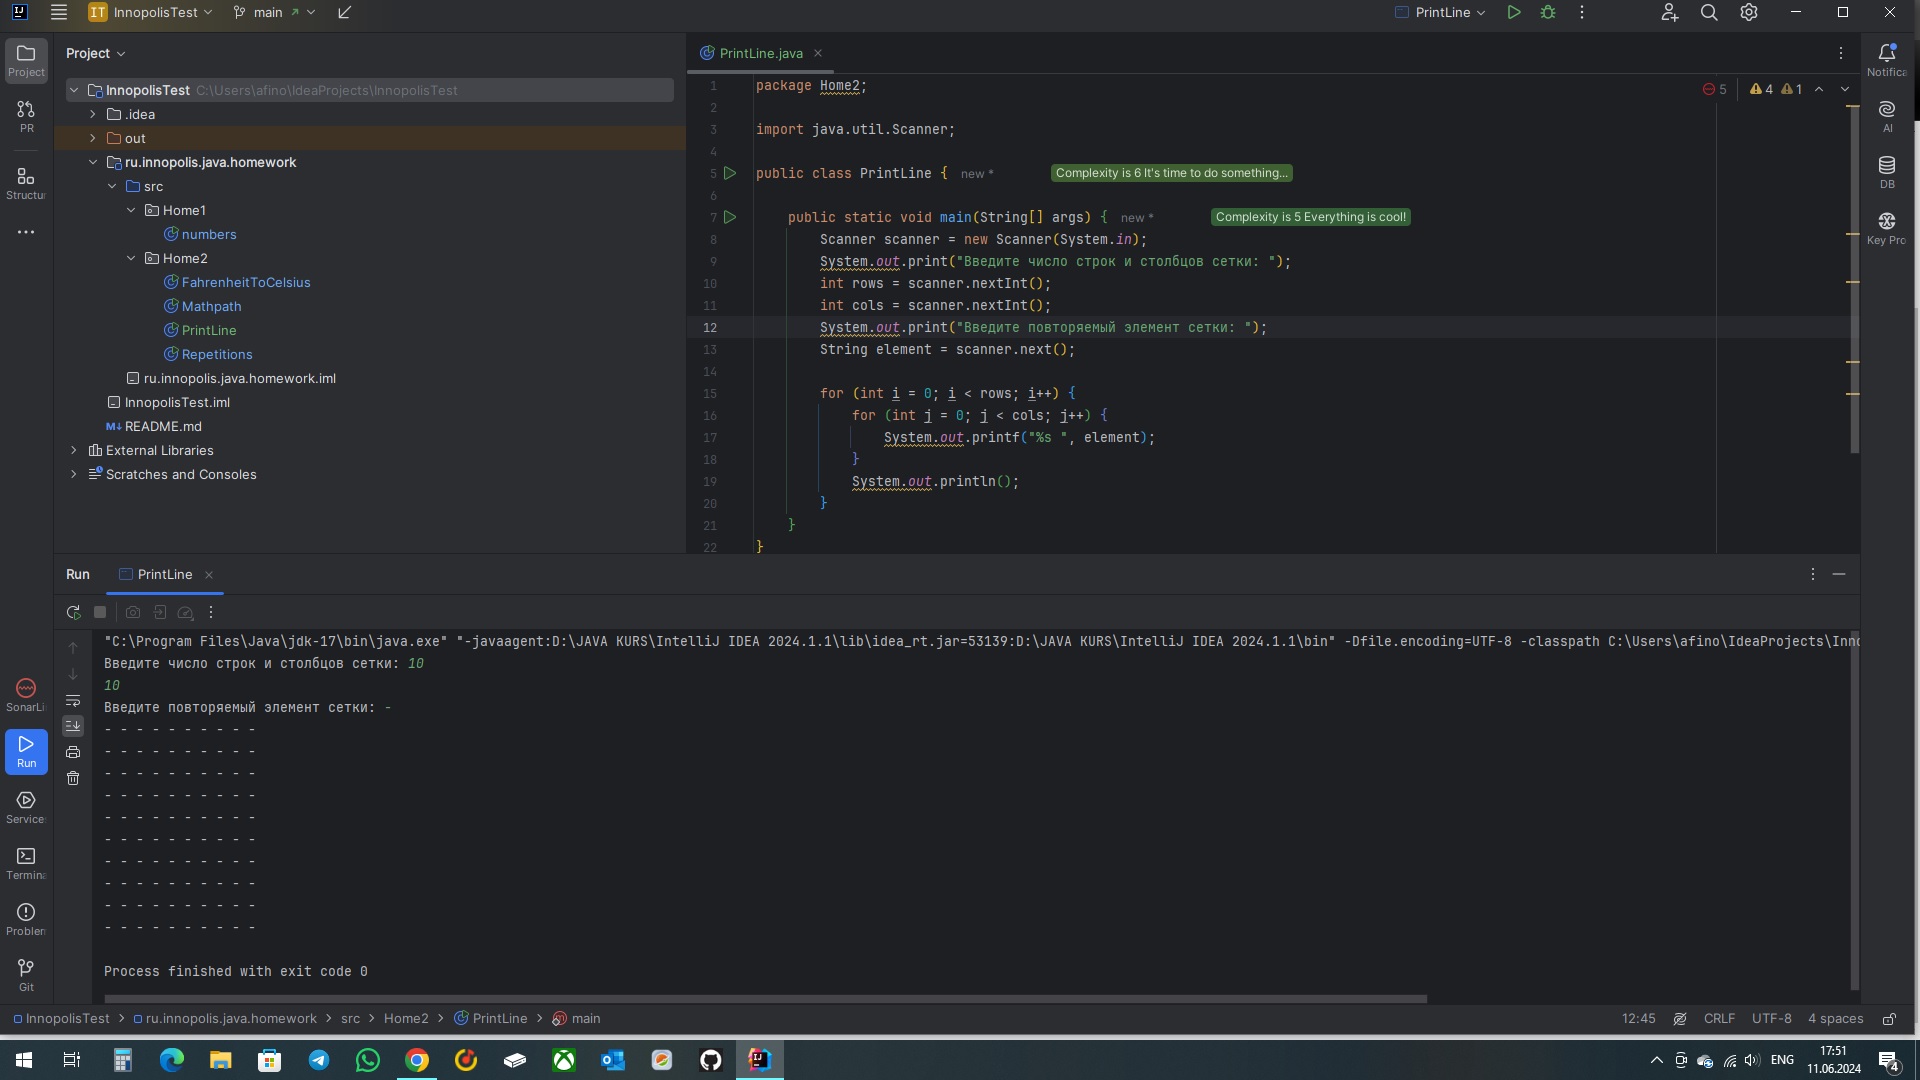 IJ
IT InnopolisTest main PrintLine
Project
Project PrintLine.java
Notifica
PR
AI
Structur
DB
Key Pro
InnopolisTest C:\Users\afino\IdeaProjects\InnopolisTest
.idea
out
ru.innopolis.java.homework
src
Home1
numbers
Home2
FahrenheitToCelsius
Mathpath
PrintLine
Repetitions
ru.innopolis.java.homework.iml
InnopolisTest.iml
M↓ README.md
External Libraries
Scratches and Consoles
5 4 1
1 package Home2;
2
3 import java.util.Scanner;
4
5 public class PrintLine { new * Complexity is 6 It's time to do something...
6
7 public static void main(String[] args) { new * Complexity is 5 Everything is cool!
8 Scanner scanner = new Scanner(System.in);
9 System.out.print("Введите число строк и столбцов сетки: ");
10 int rows = scanner.nextInt();
11 int cols = scanner.nextInt();
12 System.out.print("Введите повторяемый элемент сетки: ");
13 String element = scanner.next();
14
15 for (int i = 0; i < rows; i++) {
16 for (int j = 0; j < cols; j++) {
17 System.out.printf("%s ", element);
18 }
19 System.out.println();
20 }
21 }
22 }
Run PrintLine
"C:\Program Files\Java\jdk-17\bin\java.exe" "-javaagent:D:\JAVA KURS\IntelliJ IDEA 2024.1.1\lib\idea_rt.jar=53139:D:\JAVA KURS\IntelliJ IDEA 2024.1.1\bin" -Dfile.encoding=UTF-8 -classpath C:\Users\afino\IdeaProjects\Inno
Введите число строк и столбцов сетки: 10
10
Введите повторяемый элемент сетки: -
- - - - - - - - - -
- - - - - - - - - -
- - - - - - - - - -
- - - - - - - - - -
- - - - - - - - - -
- - - - - - - - - -
- - - - - - - - - -
- - - - - - - - - -
- - - - - - - - - -
- - - - - - - - - -
Process finished with exit code 0
SonarLi
Run
Service
Termina
Problen
Git
InnopolisTest > ru.innopolis.java.homework > src > Home2 > PrintLine > main
12:45 CRLF UTF-8 4 spaces
ENG 17:51
11.06.2024
4